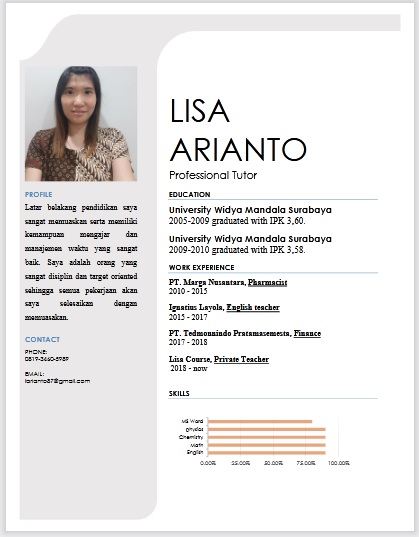 LISA
ARIANTO
Professional Tutor
PROFILE
Latar belakang pendidikan saya
sangat memuaskan serta memiliki
kemampuan mengajar dan
manajemen waktu yang sangat
baik. Saya adalah orang yang
sangat disiplin dan target oriented
sehingga semua pekerjaan akan
saya selesaikan dengan
memuaskan.
CONTACT
PHONE:
0819-3660-5989
EMAIL:
larianto87@gmail.com
EDUCATION
University Widya Mandala Surabaya
2005-2009 graduated with IPK 3,60.
University Widya Mandala Surabaya
2009-2010 graduated with IPK 3,58.
WORK EXPERIENCE
PT. Marga Nusantara, Pharmacist
2010 - 2015
Ignatius Layola, English teacher
2015 - 2017
PT. Tedmonnindo Pratamasemesta, Finance
2017 - 2018
Lisa Course, Private Teacher
2018 - now
SKILLS
MS Word
physics
Chemistry
Math
English
0.00% 25.00% 50.00% 75.00% 100.00%